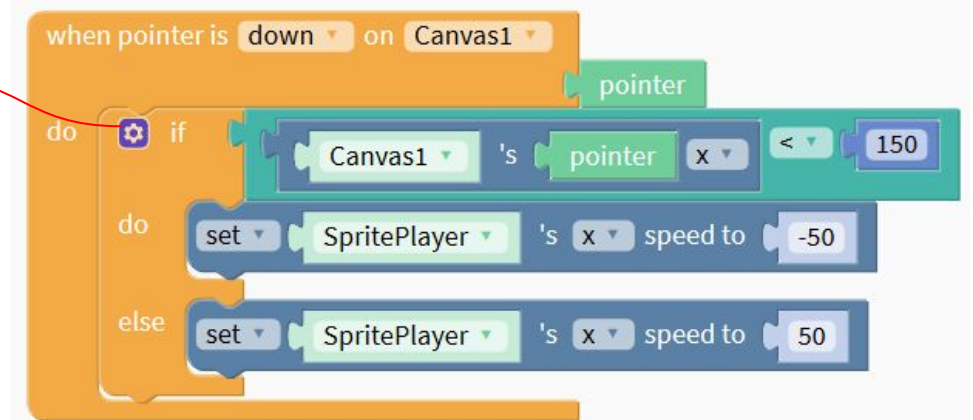 when pointer is down on Canvas1
pointer
do if Canvas1 's pointer x < 150
do set SpritePlayer 's x speed to -50
else set SpritePlayer 's x speed to 50